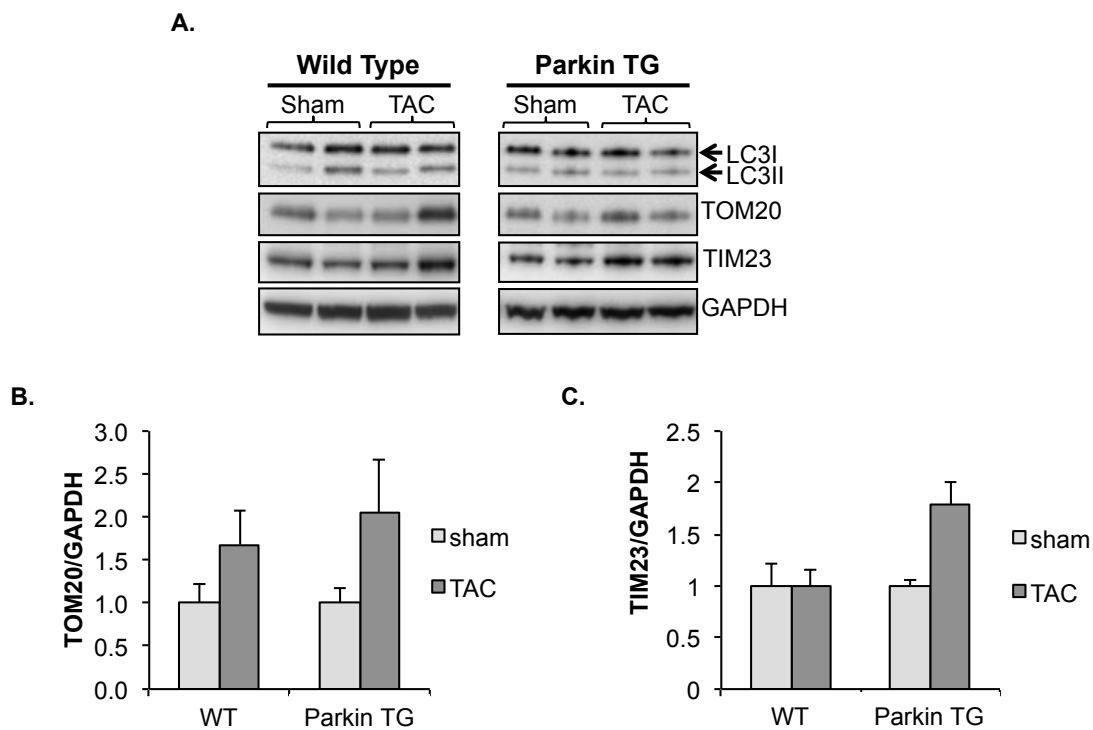 A.
Wild Type
Parkin TG
Sham TAC
Sham TAC
LC3I
LC3II
TOM20
TIM23
GAPDH
B.
TOM20/GAPDH
3.0
2.5
2.0
1.5
1.0
0.5
0.0
WT Parkin TG
sham
TAC
C.
TIM23/GAPDH
2.5
2
1.5
1
0.5
0
WT Parkin TG
sham
TAC